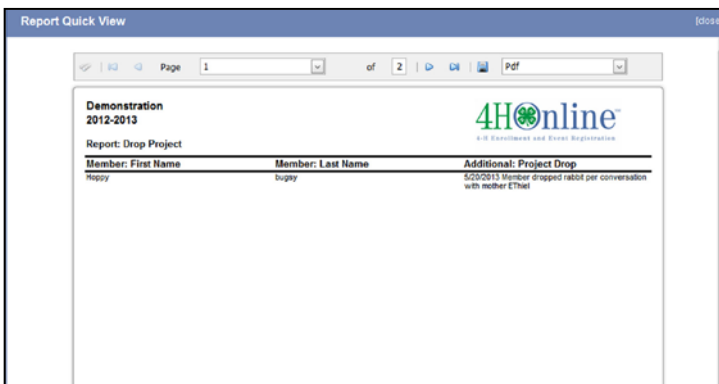 Report Quick View [close
Page 1 of 2 Pdf
Demonstration
2012-2013
4HOnline™
4-H Enrollment and Event Registration
Report: Drop Project
Member: First Name Member: Last Name Additional: Project Drop
Hoppy bugsy 5/20/2013 Member dropped rabbit per conversation
with mother EThiel